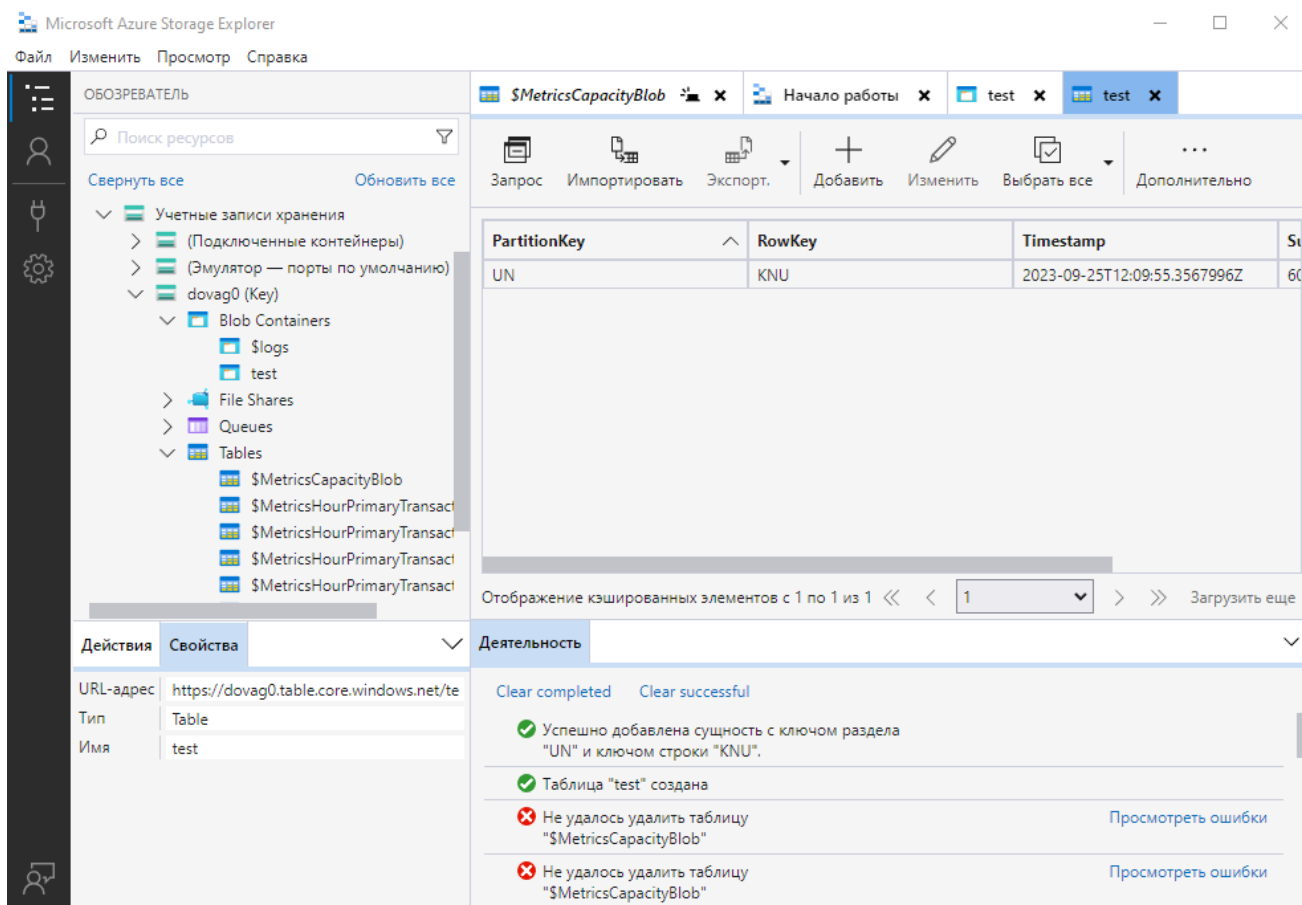 Microsoft Azure Storage Explorer
Файл Изменить Просмотр Справка
ОБОЗРЕВАТЕЛЬ
Поиск ресурсов
Свернуть все Обновить все
Учетные записи хранения
(Подключенные контейнеры)
(Эмулятор — порты по умолчанию)
dovag0 (Key)
Blob Containers
$logs
test
File Shares
Queues
Tables
$MetricsCapacityBlob
$MetricsHourPrimaryTransact
$MetricsHourPrimaryTransact
$MetricsHourPrimaryTransact
$MetricsHourPrimaryTransact
Действия Свойства
URL-адрес https://dovag0.table.core.windows.net/te
Тип Table
Имя test
$MetricsCapacityBlob Начало работы test test
Запрос Импортировать Экспорт. Добавить Изменить Выбрать все Дополнительно
PartitionKey RowKey Timestamp Su
UN KNU 2023-09-25T12:09:55.3567996Z 60
Отображение кэшированных элементов с 1 по 1 из 1 1 Загрузить еще
Деятельность
Clear completed Clear successful
Успешно добавлена сущность с ключом раздела
"UN" и ключом строки "KNU".
Таблица "test" создана
Не удалось удалить таблицу Просмотреть ошибки
"$MetricsCapacityBlob"
Не удалось удалить таблицу Просмотреть ошибки
"$MetricsCapacityBlob"